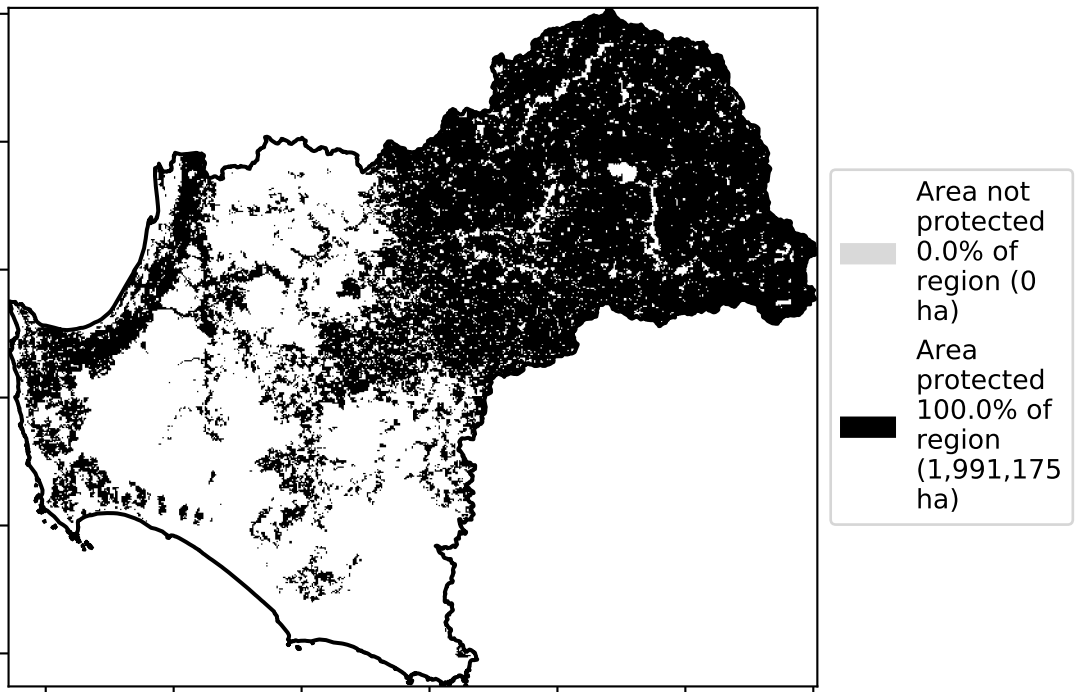 Area not
protected
0.0% of
region (0
ha)
Area
protected
100.0% of
region
(1,991,175
ha)